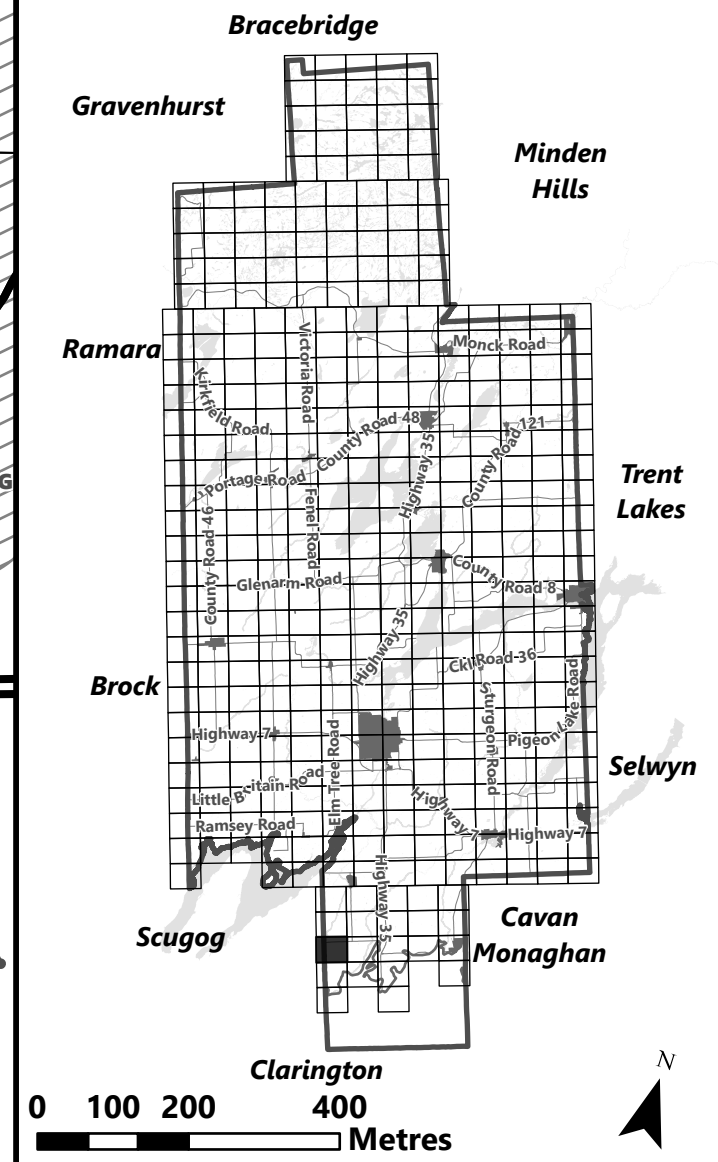 Bracebridge
Gravenhurst
Minden
Hills
Ramara
Monck Road
Victoria Road
Kirkfield Road
County Road 48
121
County Road
Highway 35
Trent
Lakes
Portage Road
Fenel Road
County Road 46
Glenarm Road
County Road 8
Highway 35
Ckl Road 36
Brock
Sturgeon Road
Pigeon Lake Road
Highway 7
Elm Tree Road
Selwyn
Little Britain Road
Highway 7
Ramsey Road
Highway 7
Highway 35
Cavan
Monaghan
Scugog
Clarington
N
0 100 200 400
Metres
G